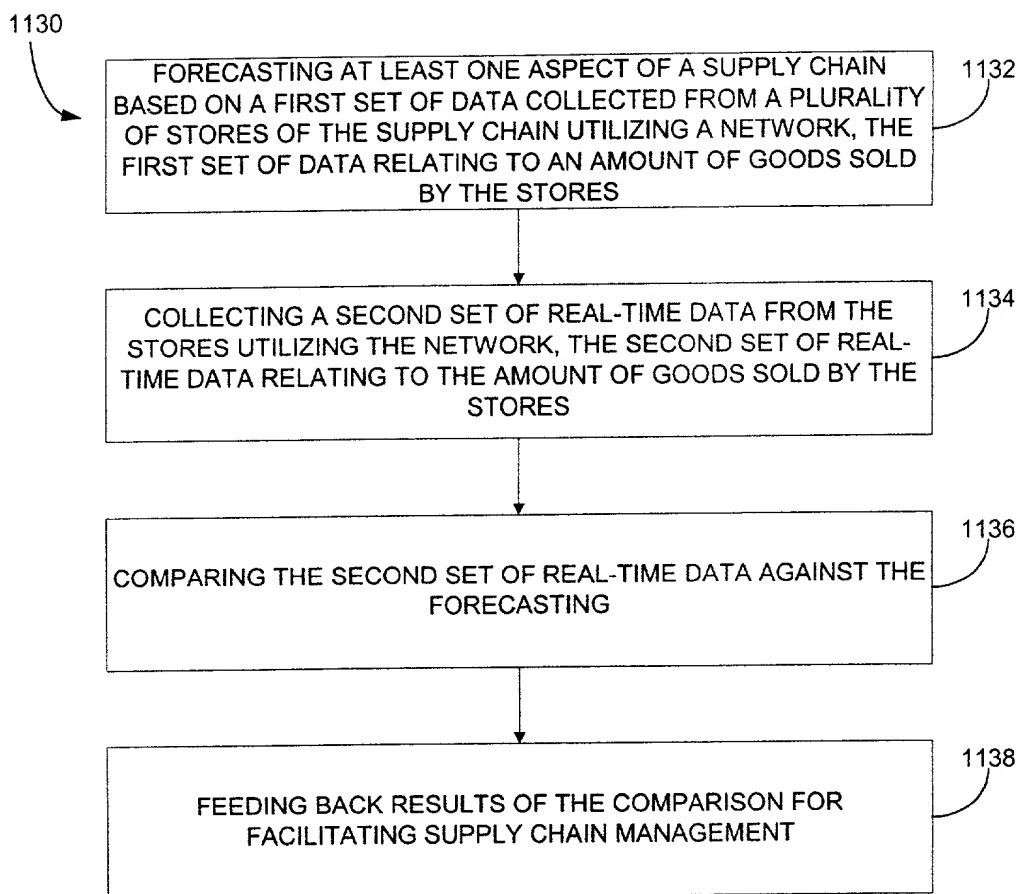 1130
FORECASTING AT LEAST ONE ASPECT OF A SUPPLY CHAIN
BASED ON A FIRST SET OF DATA COLLECTED FROM A PLURALITY
OF STORES OF THE SUPPLY CHAIN UTILIZING A NETWORK, THE
FIRST SET OF DATA RELATING TO AN AMOUNT OF GOODS SOLD
BY THE STORES
1132
COLLECTING A SECOND SET OF REAL-TIME DATA FROM THE
STORES UTILIZING THE NETWORK, THE SECOND SET OF REAL-
TIME DATA RELATING TO THE AMOUNT OF GOODS SOLD BY THE
STORES
1134
COMPARING THE SECOND SET OF REAL-TIME DATA AGAINST THE
FORECASTING
1136
FEEDING BACK RESULTS OF THE COMPARISON FOR
FACILITATING SUPPLY CHAIN MANAGEMENT
1138